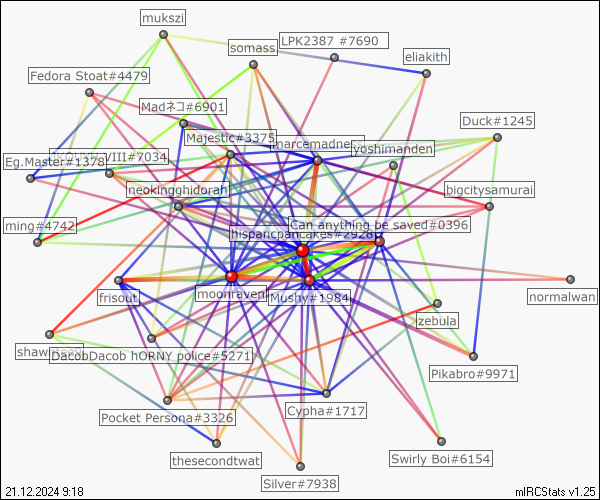 mukszi
LPK2387 #7690
somass
eliakith
Fedora Stoat#4479
Madネコ#6901
Duck#1245
Majestic#3375
marcemadne
yoshimanden
VIII#7034
Eg.Master#1378
neokingghidorah
bigcitysamurai
Can anything be saved#0396
ming#4742
hispancpancakes#2928
moonraven
Mushy#1984
normalwan
frisout
zebula
shawn
DacobDacob hORNY police#5271
Pikabro#9971
Pocket Persona#3326
Cypha#1717
thesecondtwat
Swirly Boi#6154
Silver#7938
21.12.2024 9:18
mIRCStats v1.25